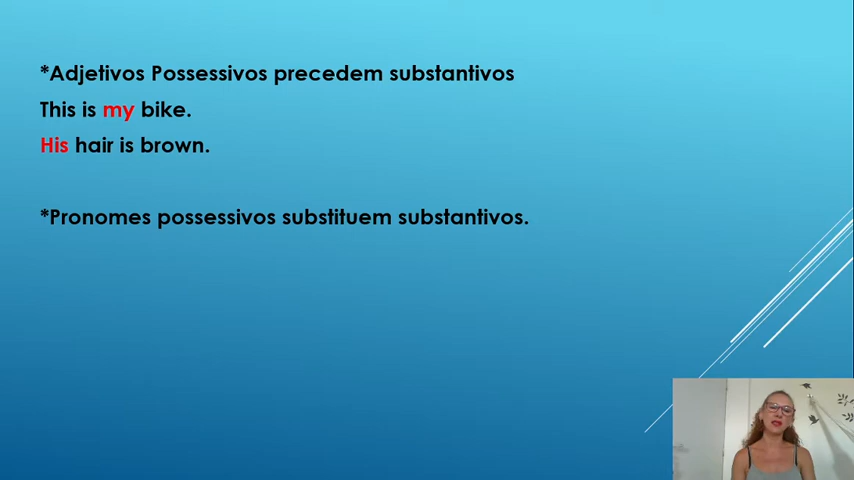 *Adjetivos Possessivos precedem substantivos
This is my bike.
His hair is brown.
*Pronomes possessivos substituem substantivos.